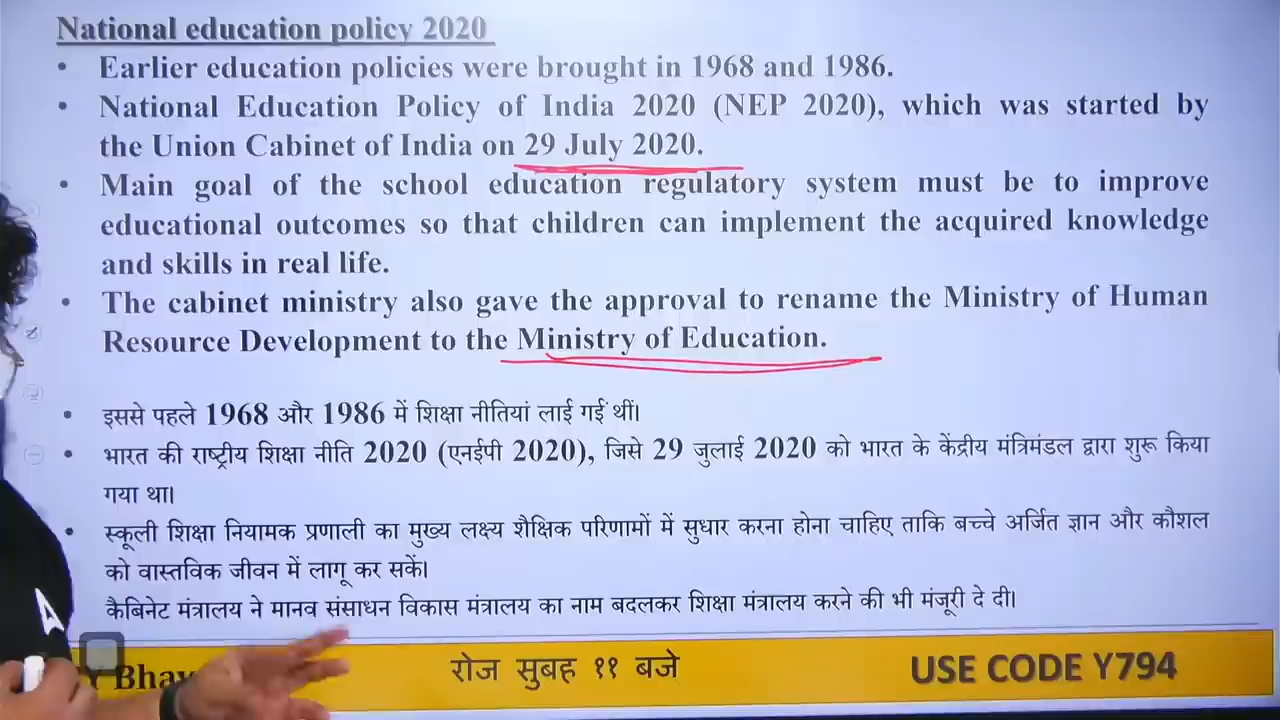 National education policy 2020
• Earlier education policies were brought in 1968 and 1986.
• National Education Policy of India 2020 (NEP 2020), which was started by
the Union Cabinet of India on 29 July 2020.
• Main goal of the school education regulatory system must be to improve
educational outcomes so that children can implement the acquired knowledge
and skills in real life.
• The cabinet ministry also gave the approval to rename the Ministry of Human
Resource Development to the Ministry of Education.
• इससे पहले 1968 और 1986 में शिक्षा नीतियां लाई गईं थीं।
• भारत की राष्ट्रीय शिक्षा नीति 2020 (एनईपी 2020), जिसे 29 जुलाई 2020 को भारत के केंद्रीय मंत्रिमंडल द्वारा शुरू किया
गया था।
• स्कूली शिक्षा नियामक प्रणाली का मुख्य लक्ष्य शैक्षिक परिणामों में सुधार करना होना चाहिए ताकि बच्चे अर्जित ज्ञान और कौशल
को वास्तविक जीवन में लागू कर सकें।
कैबिनेट मंत्रालय ने मानव संसाधन विकास मंत्रालय का नाम बदलकर शिक्षा मंत्रालय करने की भी मंजूरी दे दी।
रोज सुबह ११ बजे
USE CODE Y794